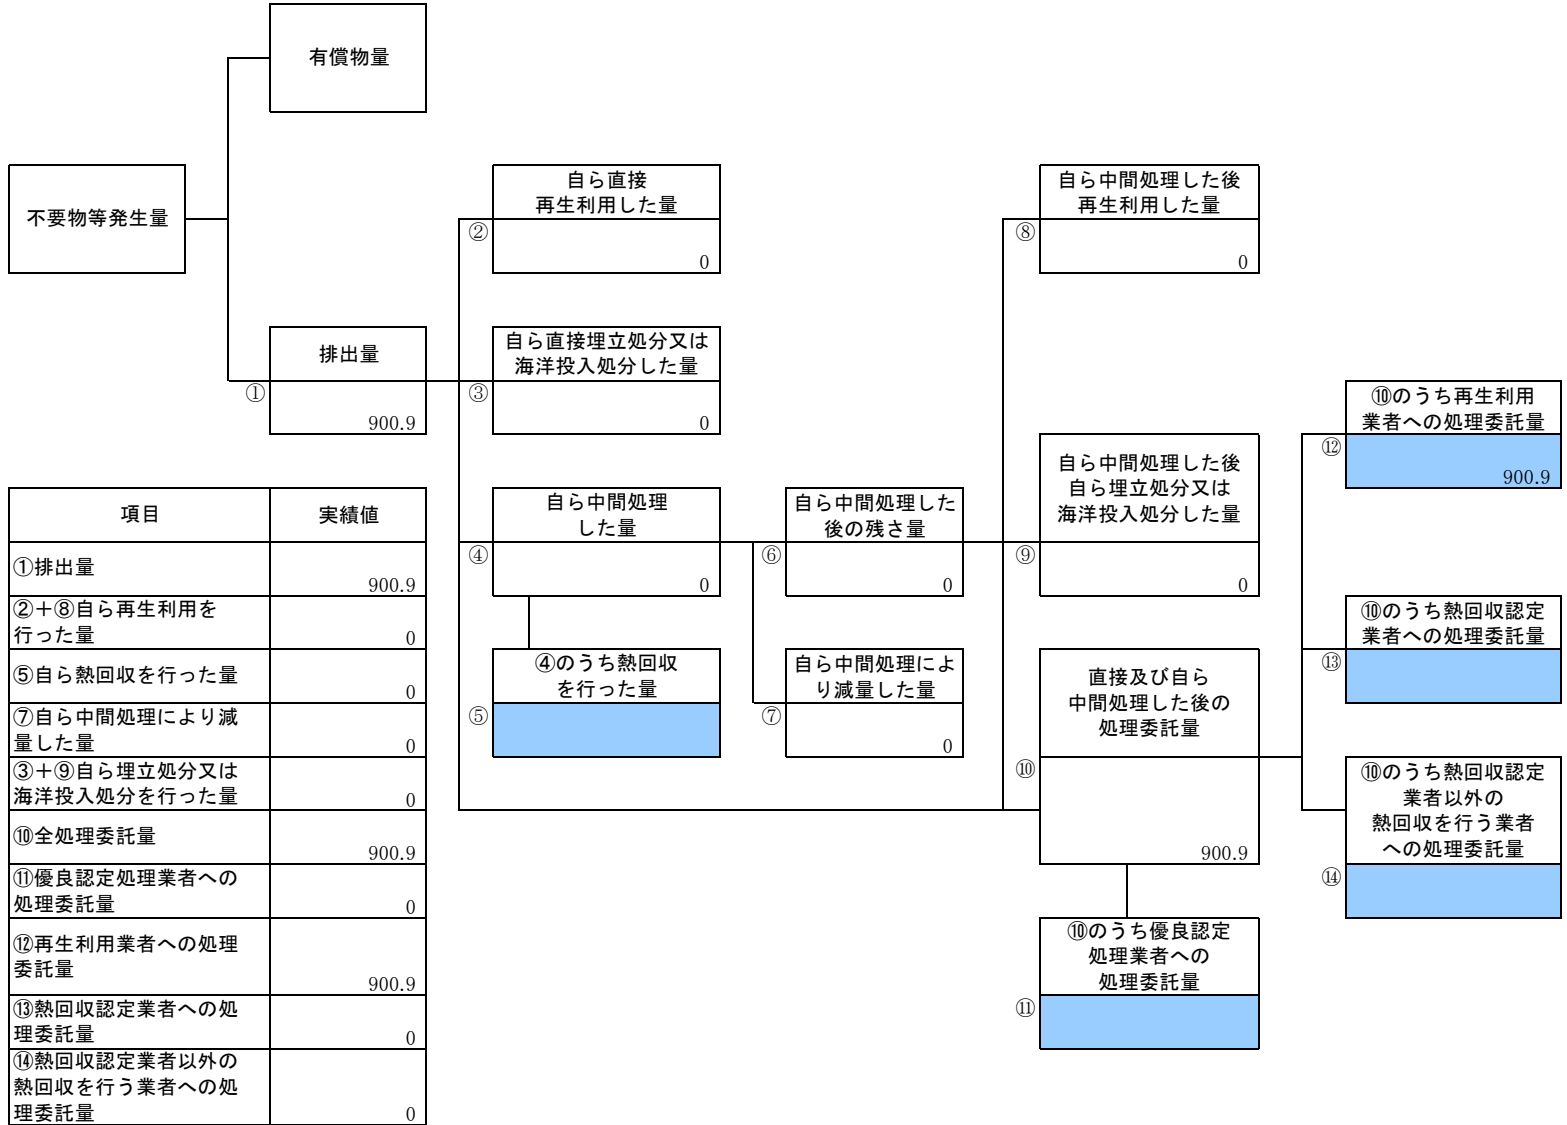 有償物量
不要物等発生量
排出量
①
900.9
自ら直接
再生利用した量
②
0
自ら直接埋立処分又は
海洋投入処分した量
③
0
自ら中間処理
した量
④
0
④のうち熱回収
を行った量
⑤
自ら中間処理した
後の残さ量
⑥
0
自ら中間処理によ
り減量した量
⑦
0
自ら中間処理した後
再生利用した量
⑧
0
自ら中間処理した後
自ら埋立処分又は
海洋投入処分した量
⑨
0
直接及び自ら
中間処理した後の
処理委託量
⑩
900.9
⑩のうち優良認定
処理業者への
処理委託量
⑪
⑩のうち再生利用
業者への処理委託量
⑫
900.9
⑩のうち熱回収認定
業者への処理委託量
⑬
⑩のうち熱回収認定
業者以外の
熱回収を行う業者
への処理委託量
⑭
項目 実績値
①排出量
900.9
②+⑧自ら再生利用を
行った量
0
⑤自ら熱回収を行った量
0
⑦自ら中間処理により減
量した量
0
③+⑨自ら埋立処分又は
海洋投入処分を行った量
0
⑩全処理委託量
900.9
⑪優良認定処理業者への
処理委託量
0
⑫再生利用業者への処理
委託量
900.9
⑬熱回収認定業者への処
理委託量
0
⑭熱回収認定業者以外の
熱回収を行う業者への処
理委託量
0